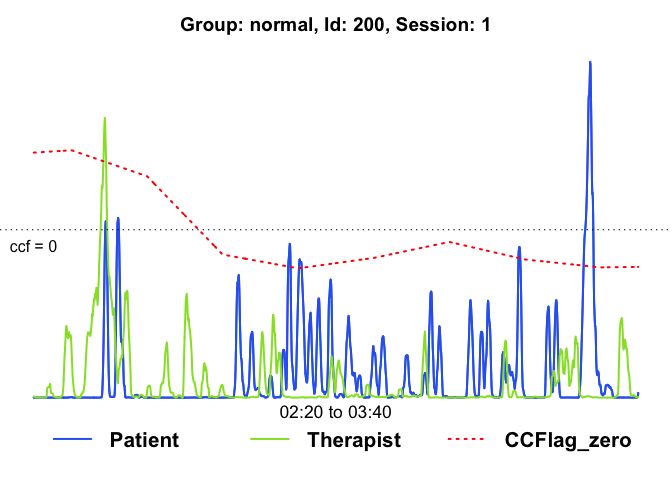 Group: normal, Id: 200, Session: 1
ccf = 0
02:20 to 03:40
Patient Therapist CCFlag_zero